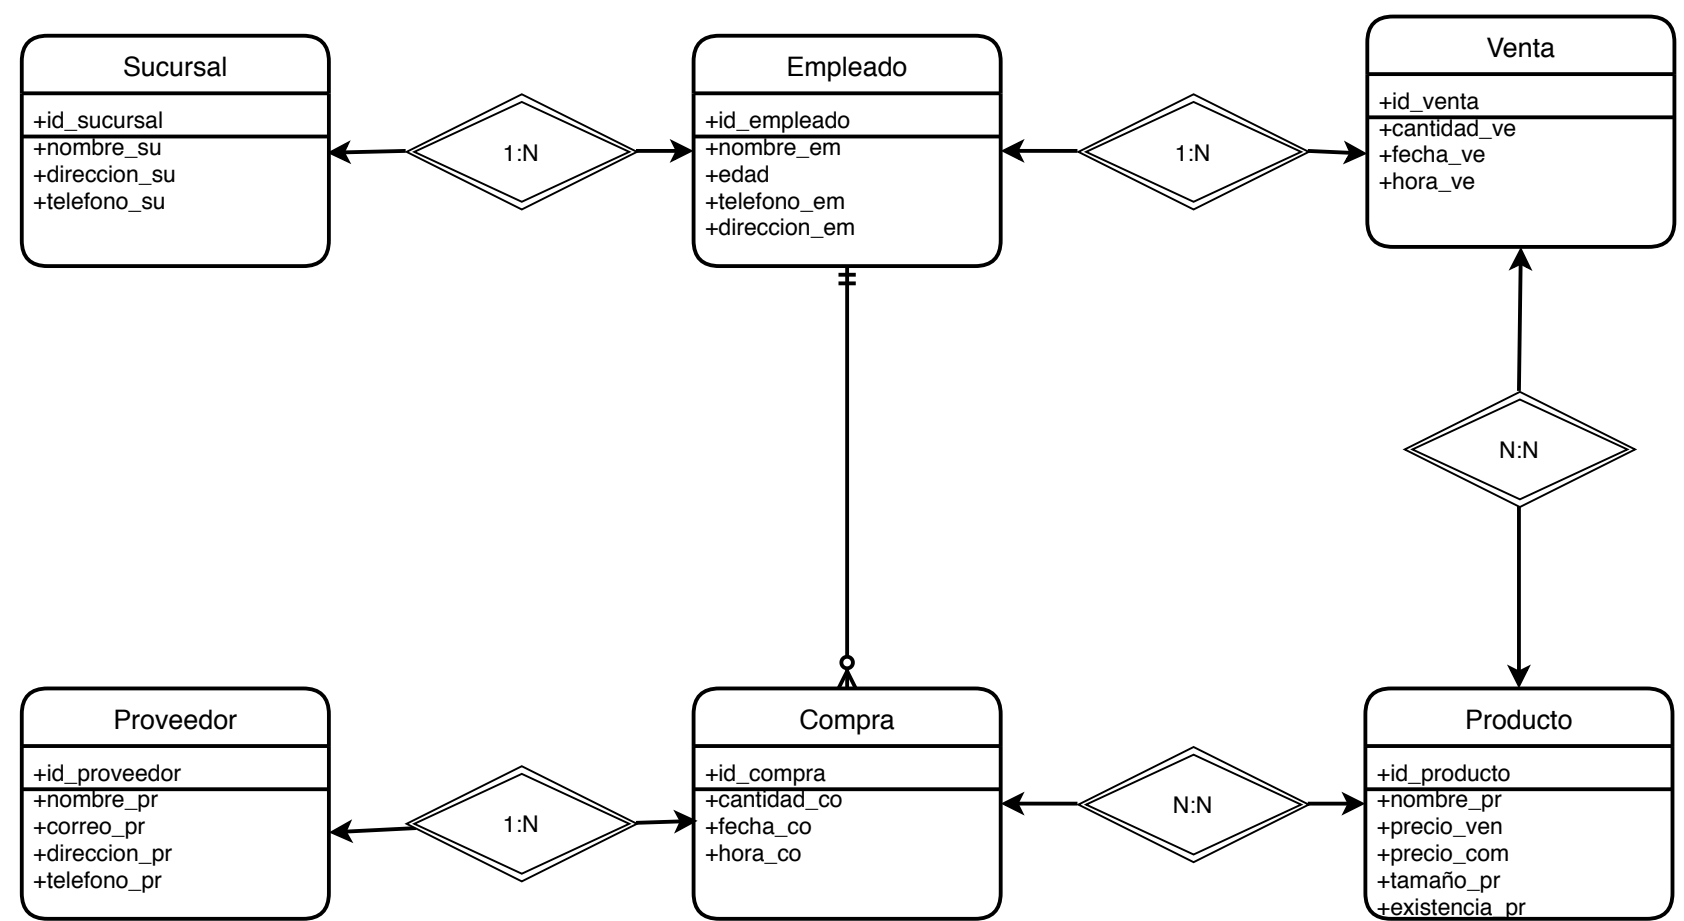 Sucursal
+id_sucursal
+nombre_su
+direccion_su
+telefono_su
1:N
Empleado
+id_empleado
+nombre_em
+edad
+telefono_em
+direccion_em
1:N
Venta
+id_venta
+cantidad_ve
+fecha_ve
+hora_ve
N:N
Proveedor
+id_proveedor
+nombre_pr
+correo_pr
+direccion_pr
+telefono_pr
1:N
Compra
+id_compra
+cantidad_co
+fecha_co
+hora_co
N:N
Producto
+id_producto
+nombre_pr
+precio_ven
+precio_com
+tamaño_pr
+existencia_pr